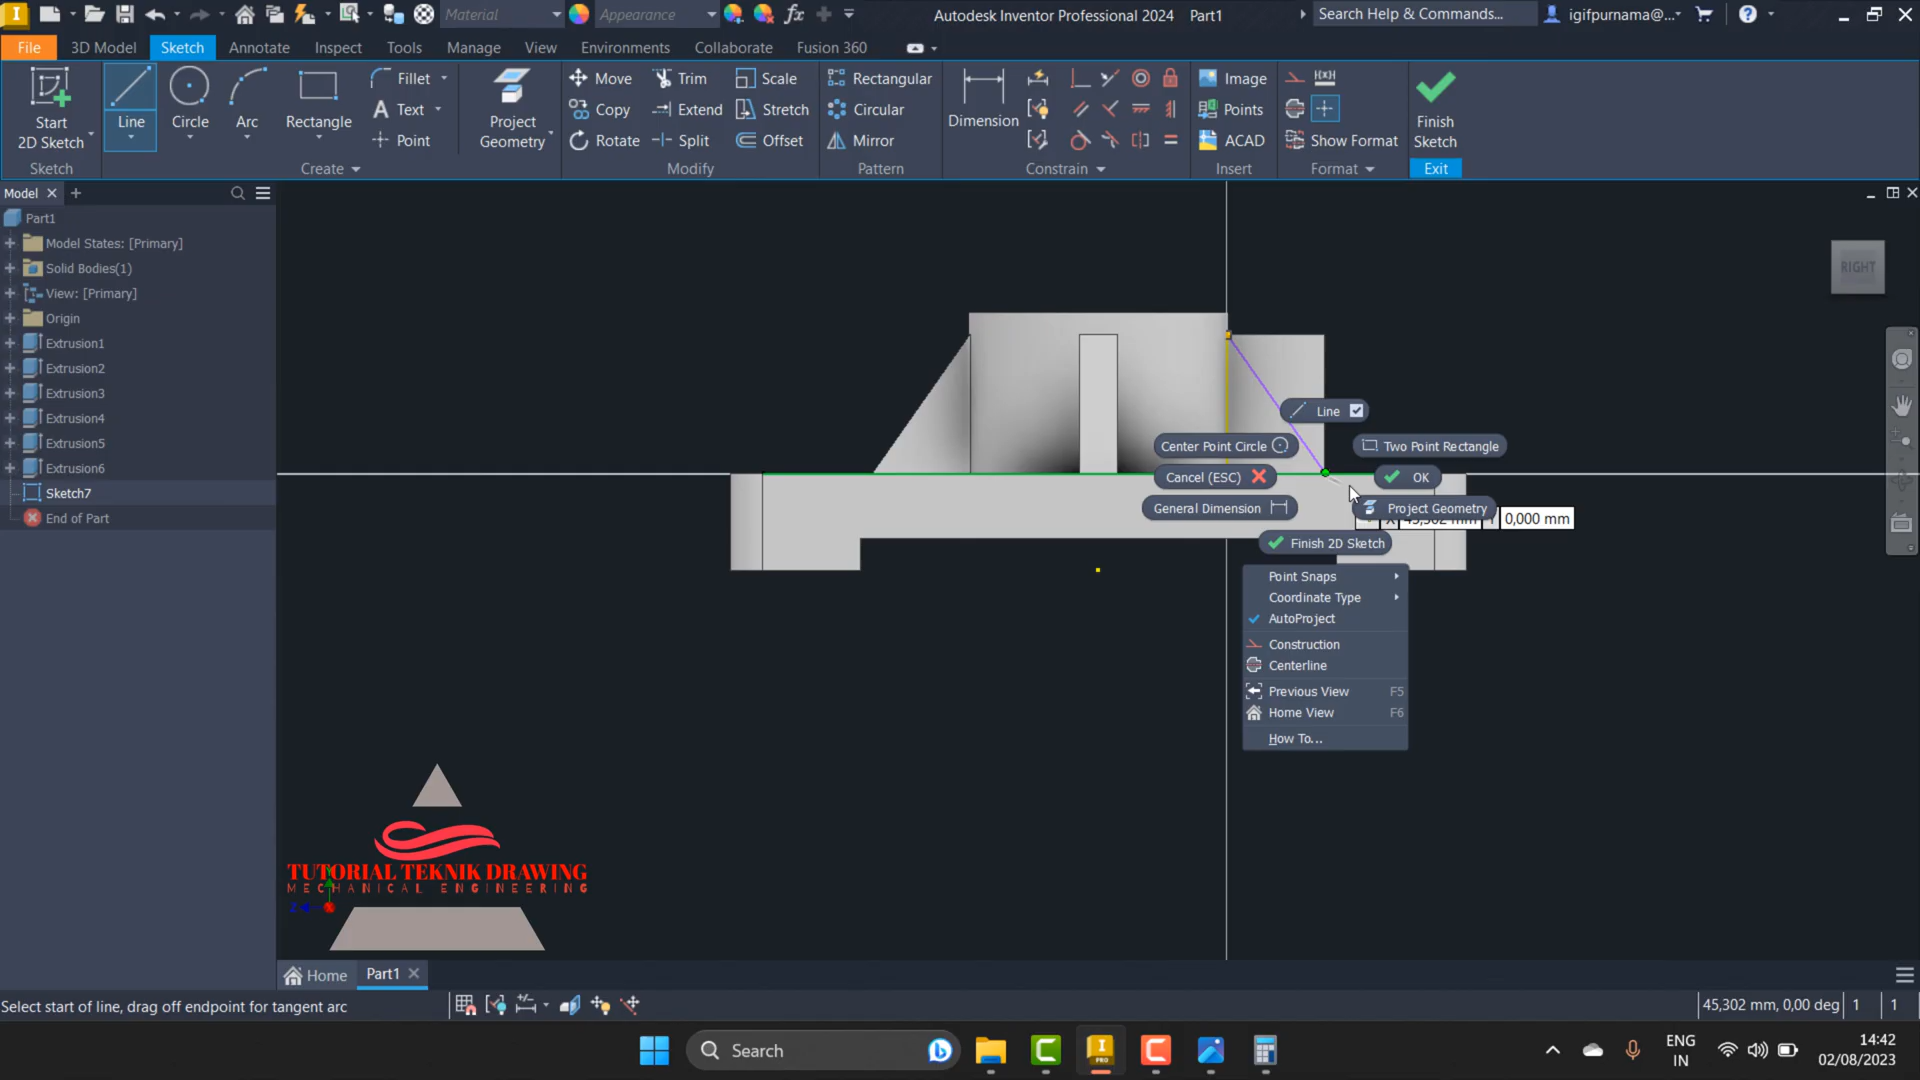 Material
Appearance
Autodesk Inventor Professional 2024 Part1
Search Help & Commands...
igifpurnama@...
File 3D Model Sketch Annotate Inspect Tools Manage View Environments Collaborate Fusion 360
Start
2D Sketch
Line
Circle
Arc
Rectangle
Fillet
Text
Point
Project
Geometry
Move
Copy
Rotate
Trim
Extend
Split
Scale
Stretch
Offset
Rectangular
Circular
Mirror
Dimension
Image
Points
ACAD
Show Format
Finish
Sketch
Sketch Create Modify Pattern Constrain Insert Format Exit
Model
Part1
Model States: [Primary]
Solid Bodies(1)
View: [Primary]
Origin
Extrusion1
Extrusion2
Extrusion3
Extrusion4
Extrusion5
Extrusion6
Sketch7
End of Part
RIGHT
Line
Center Point Circle
Two Point Rectangle
Cancel (ESC)
OK
General Dimension
Project Geometry
0,000 mm
Finish 2D Sketch
Point Snaps
Coordinate Type
AutoProject
Construction
Centerline
Previous View F5
Home View F6
How To...
TUTORIAL TEKNIK DRAWING
MECHANICAL ENGINEERING
Home Part1
Select start of line, drag off endpoint for tangent arc
45,302 mm, 0,00 deg 1 1
Search
ENG
IN
14:42
02/08/2023